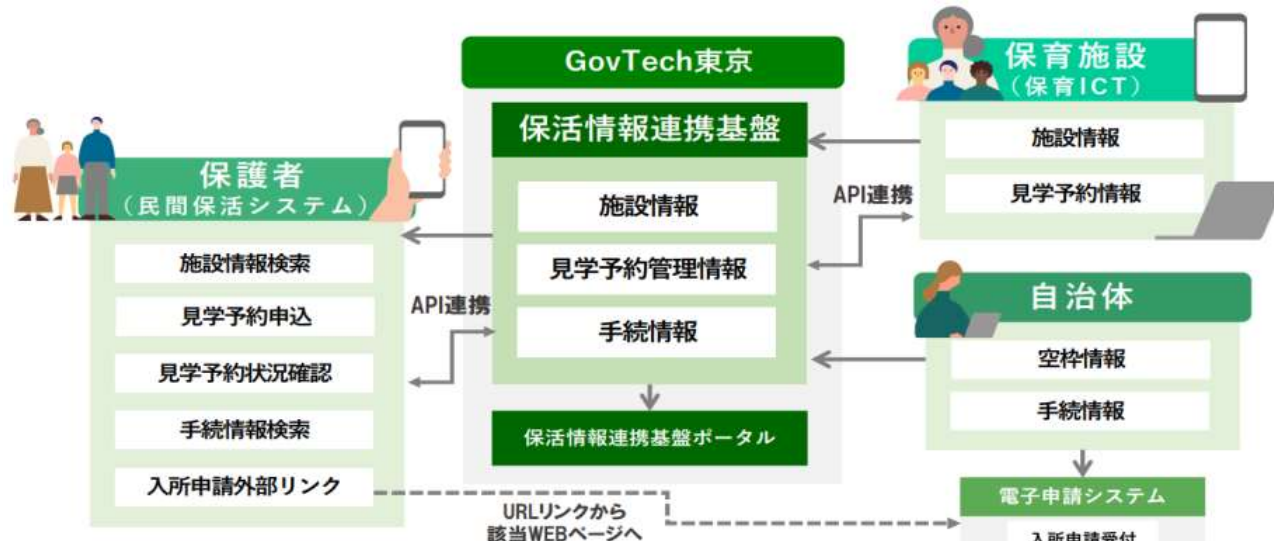 GovTech東京
保活情報連携基盤
施設情報
見学予約管理情報
手続情報
保活情報連携基盤ポータル
保護者
（民間保活システム）
施設情報検索
見学予約申込
見学予約状況確認
手続情報検索
入所申請外部リンク
API連携
API連携
保育施設
（保育ICT）
施設情報
見学予約情報
自治体
空枠情報
手続情報
電子申請システム
入所申請受付
URLリンクから
該当WEBページへ